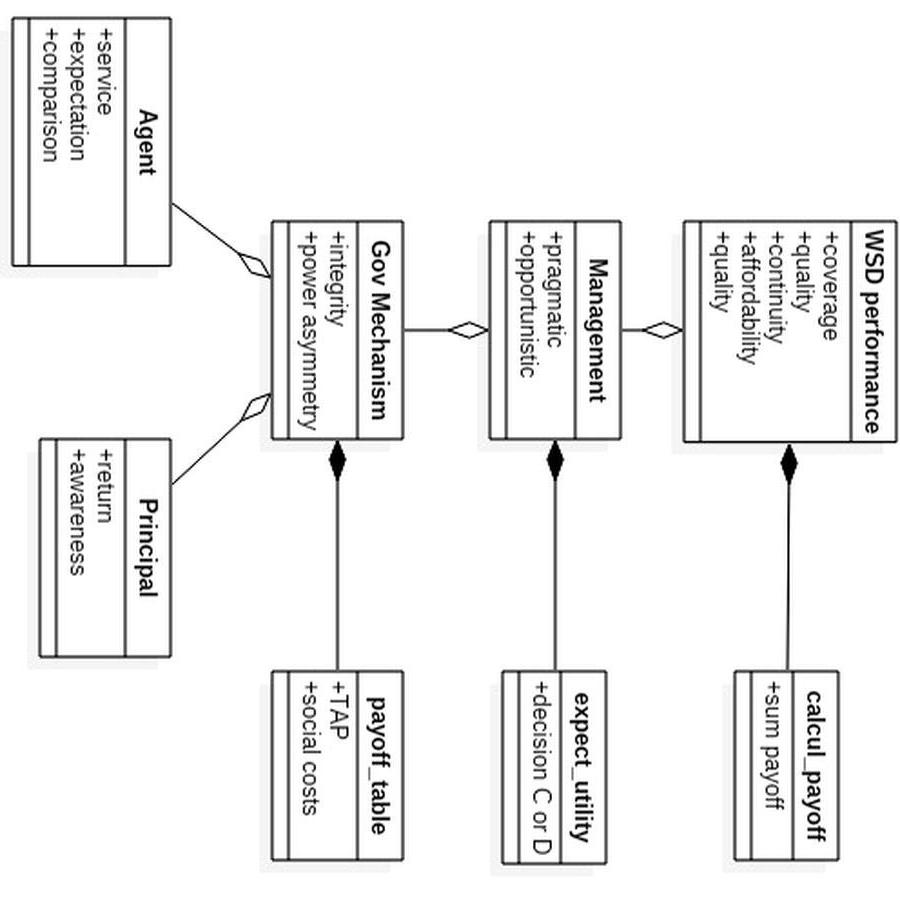 WSD performance
+coverage
+quality
+continuity
+affordability
+quality
calcul_payoff
+sum payoff
Management
+pragmatic
+opportunistic
expect_utility
+decision C or D
Gov Mechanism
+integrity
+power asymmetry
payoff_table
+TAP
+social costs
Agent
+service
+expectation
+comparison
Principal
+return
+awareness